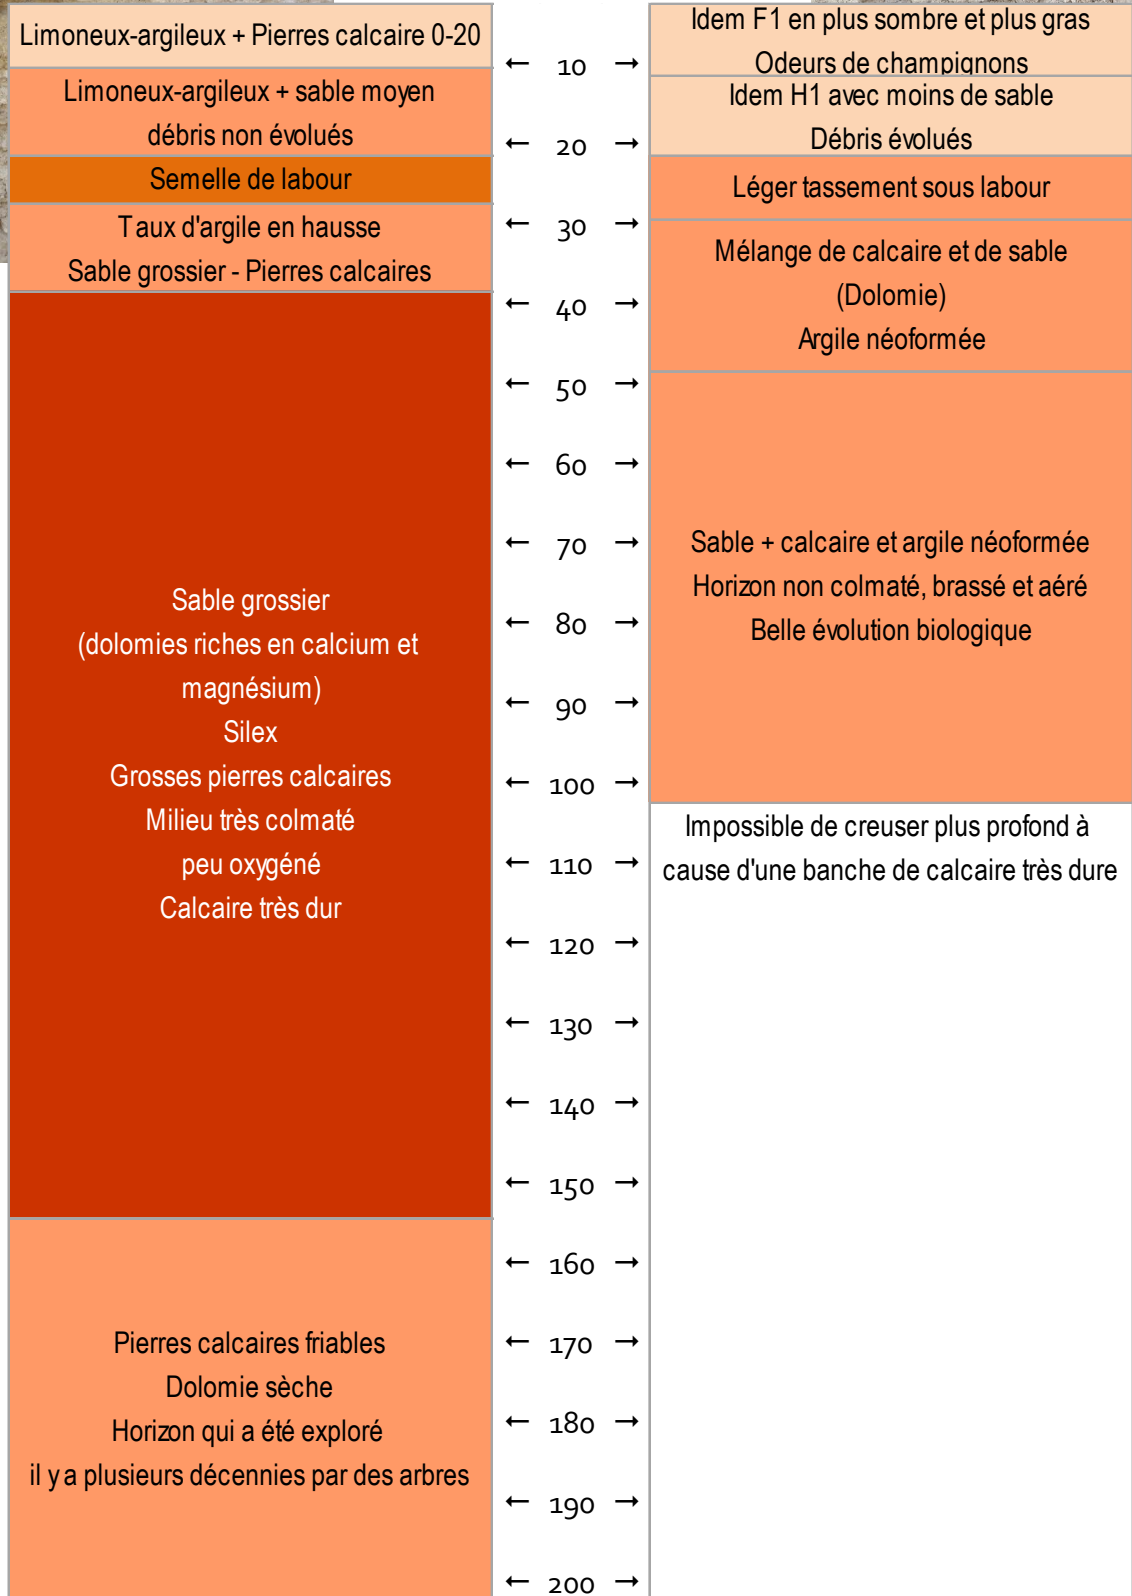 Limoneux-argileux + Pierres calcaire 0-20
Limoneux-argileux + sable moyen
débris non évolués
Semelle de labour
Taux d'argile en hausse
Sable grossier - Pierres calcaires
Sable grossier
(dolomies riches en calcium et
magnésium)
Silex
Grosses pierres calcaires
Milieu très colmaté
peu oxygéné
Calcaire très dur
Pierres calcaires friables
Dolomie sèche
Horizon qui a été exploré
il y a plusieurs décennies par des arbres
← 10 →
← 20 →
← 30 →
← 40 →
← 50 →
← 60 →
← 70 →
← 80 →
← 90 →
← 100 →
← 110 →
← 120 →
← 130 →
← 140 →
← 150 →
← 160 →
← 170 →
← 180 →
← 190 →
← 200 →
Idem F1 en plus sombre et plus gras
Odeurs de champignons
Idem H1 avec moins de sable
Débris évolués
Léger tassement sous labour
Mélange de calcaire et de sable
(Dolomie)
Argile néoformée
Sable + calcaire et argile néoformée
Horizon non colmaté, brassé et aéré
Belle évolution biologique
Impossible de creuser plus profond à
cause d'une banche de calcaire très dure